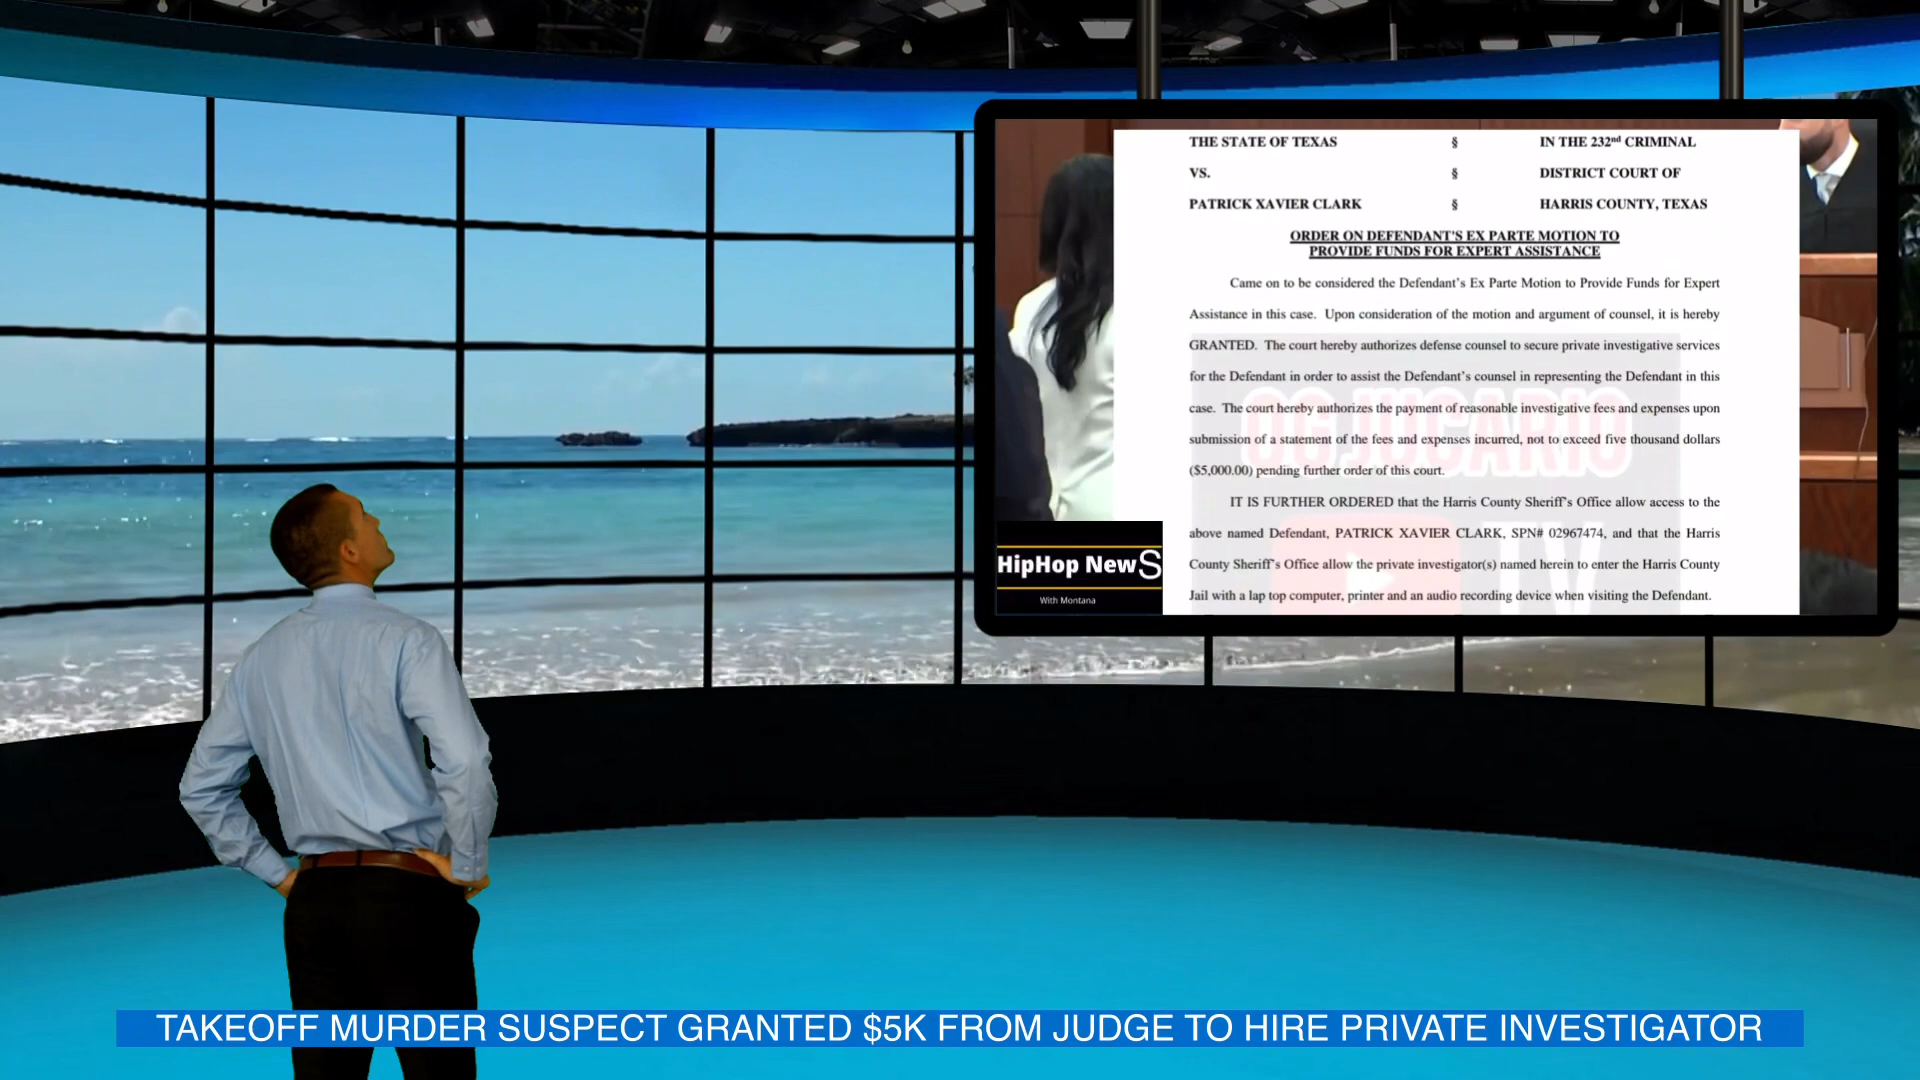 THE STATE OF TEXAS § IN THE 232nd CRIMINAL
VS. § DISTRICT COURT OF
PATRICK XAVIER CLARK § HARRIS COUNTY, TEXAS
ORDER ON DEFENDANT'S EX PARTE MOTION TO
PROVIDE FUNDS FOR EXPERT ASSISTANCE
Came on to be considered the Defendant's Ex Parte Motion to Provide Funds for Expert
Assistance in this case. Upon consideration of the motion and argument of counsel, it is hereby
GRANTED. The court hereby authorizes defense counsel to secure private investigative services
for the Defendant in order to assist the Defendant's counsel in representing the Defendant in this
case. The court hereby authorizes the payment of reasonable investigative fees and expenses upon
submission of a statement of the fees and expenses incurred, not to exceed five thousand dollars
($5,000.00) pending further order of this court.
IT IS FURTHER ORDERED that the Harris County Sheriff's Office allow access to the
above named Defendant, PATRICK XAVIER CLARK, SPN# 02967474, and that the Harris
County Sheriff's Office allow the private investigator(s) named herein to enter the Harris County
Jail with a lap top computer, printer and an audio recording device when visiting the Defendant.
OG JUCARIO
TV
HipHop NewS
With Montana
TAKEOFF MURDER SUSPECT GRANTED $5K FROM JUDGE TO HIRE PRIVATE INVESTIGATOR